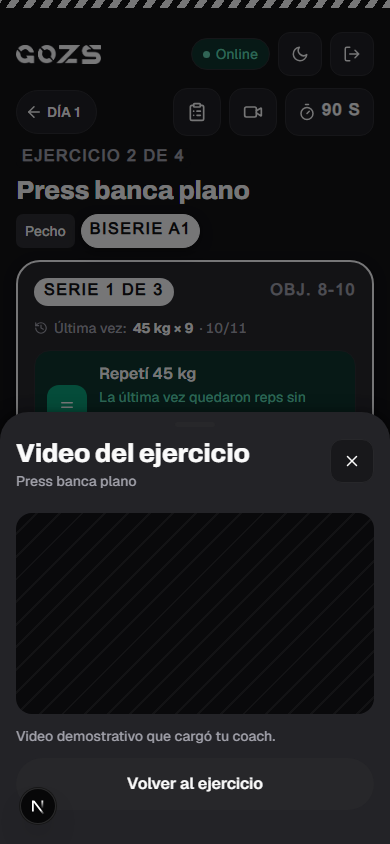 GOZS
Online
DÍA 1
90 S
EJERCICIO 2 DE 4
Press banca plano
Pecho
BISERIE A1
SERIE 1 DE 3
OBJ. 8-10
Última vez: 45 kg × 9 · 10/11
Repetí 45 kg
La última vez quedaron reps sin
Video del ejercicio
Press banca plano
Video demostrativo que cargó tu coach.
Volver al ejercicio
N